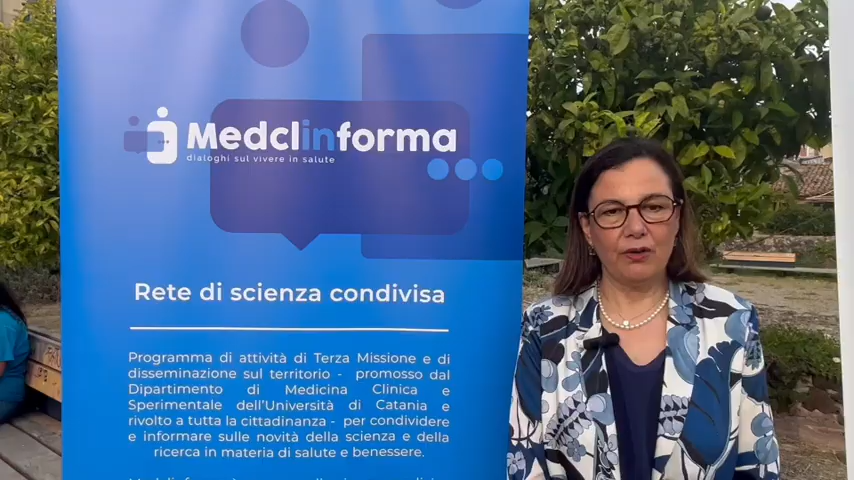 Medclinforma
dialoghi sul vivere in salute
Rete di scienza condivisa
Programma di attività di Terza Missione e di
disseminazione sul territorio - promosso dal
Dipartimento di Medicina Clinica e
Sperimentale dell'Università di Catania e
rivolto a tutta la cittadinanza - per condividere
e informare sulle novità della scienza e della
ricerca in materia di salute e benessere.